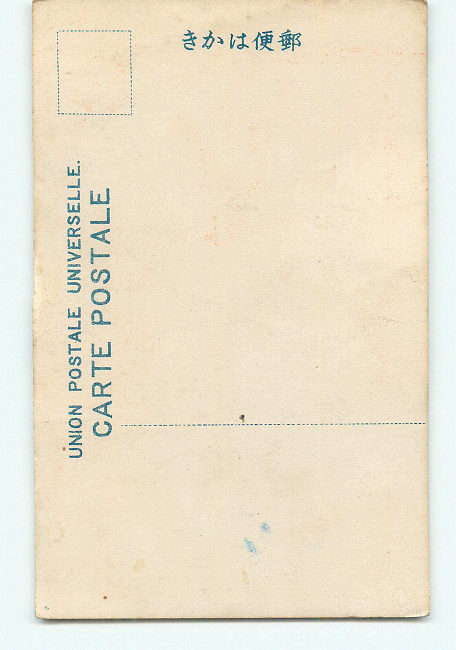 きかは便郵
UNION POSTALE UNIVERSELLE.
CARTE POSTALE